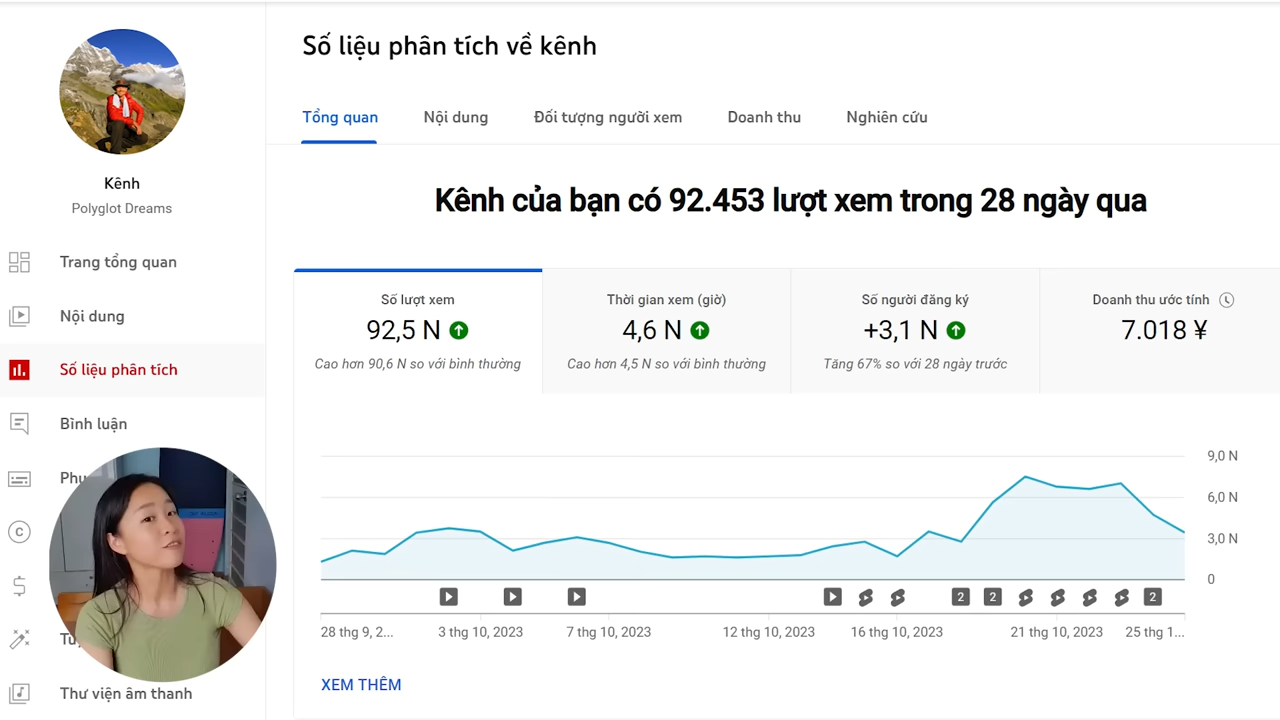 Số liệu phân tích về kênh
Tổng quan
Nội dung
Đối tượng người xem
Doanh thu
Nghiên cứu
Kênh
Polyglot Dreams
Trang tổng quan
Nội dung
Số liệu phân tích
Bình luận
Thư viện âm thanh
Kênh của bạn có 92.453 lượt xem trong 28 ngày qua
Số lượt xem
92,5 N
Cao hơn 90,6 N so với bình thường
Thời gian xem (giờ)
4,6 N
Cao hơn 4,5 N so với bình thường
Số người đăng ký
+3,1 N
Tăng 67% so với 28 ngày trước
Doanh thu ước tính
7.018 ¥
9,0 N
6,0 N
3,0 N
0
2
2
2
28 thg 9, 2...
3 thg 10, 2023
7 thg 10, 2023
12 thg 10, 2023
16 thg 10, 2023
21 thg 10, 2023
25 thg 1...
XEM THÊM